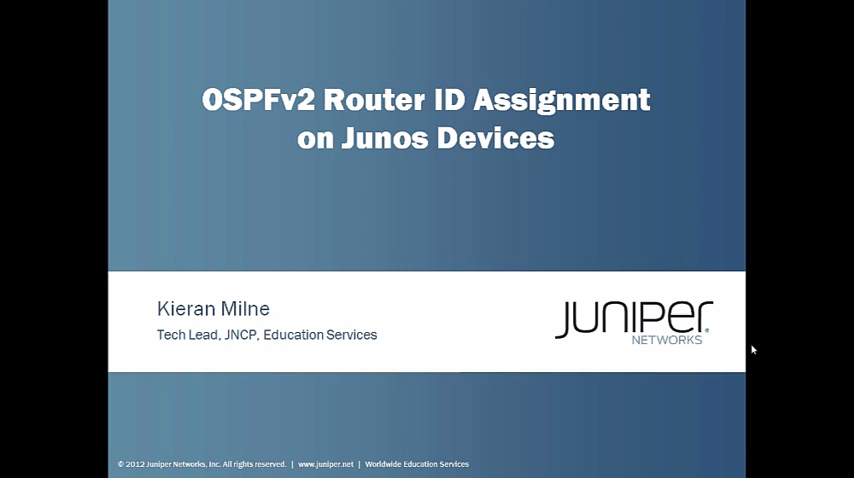 OSPFv2 Router ID Assignment
on Junos Devices
Kieran Milne
Tech Lead, JNCP, Education Services
JUNIPER
NETWORKS
© 2012 Juniper Networks, Inc. All rights reserved. | www.juniper.net | Worldwide Education Services